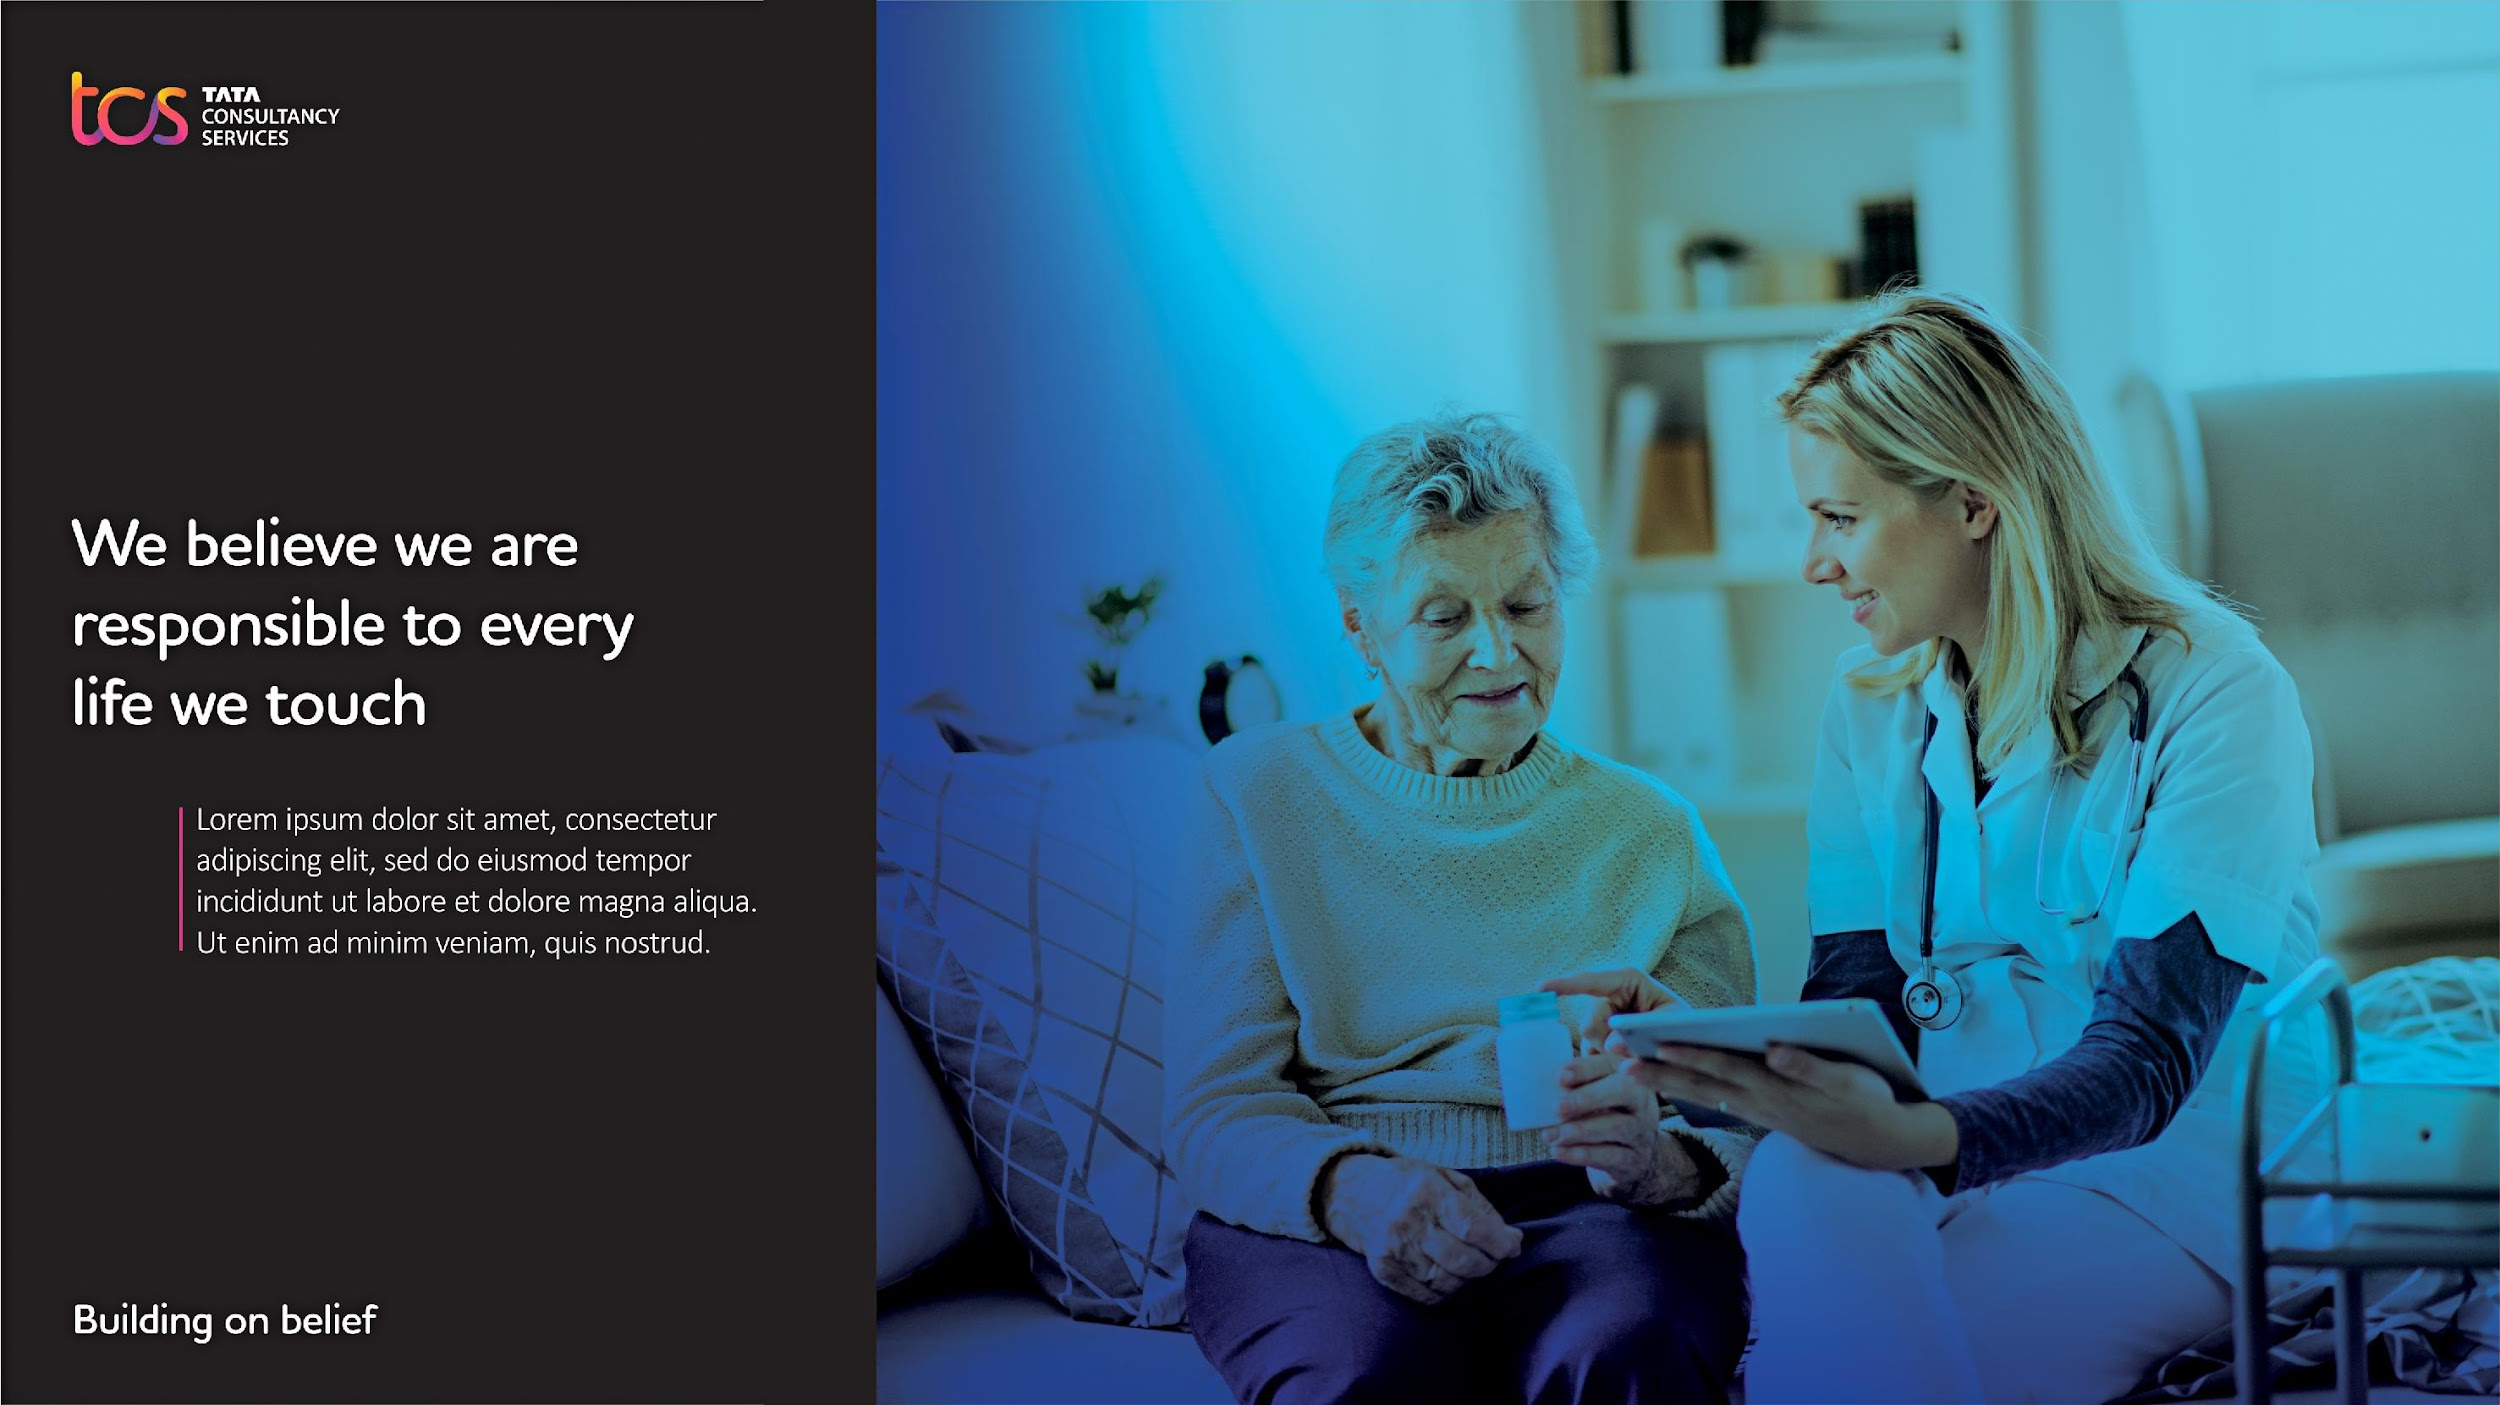 tcs TATA
CONSULTANCY
SERVICES
We believe we are
responsible to every
life we touch
Lorem ipsum dolor sit amet, consectetur
adipiscing elit, sed do eiusmod tempor
incididunt ut labore et dolore magna aliqua.
Ut enim ad minim veniam, quis nostrud.
Building on belief